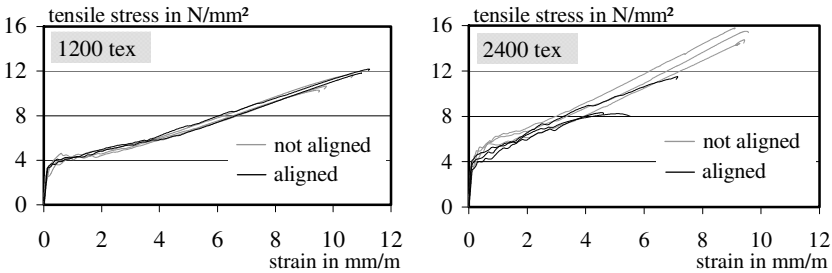 tensile stress in N/mm²
1200 tex
16
12
8
4
0
not aligned
aligned
0 2 4 6 8 10 12
strain in mm/m
tensile stress in N/mm²
2400 tex
16
12
8
4
0
not aligned
aligned
0 2 4 6 8 10 12
strain in mm/m